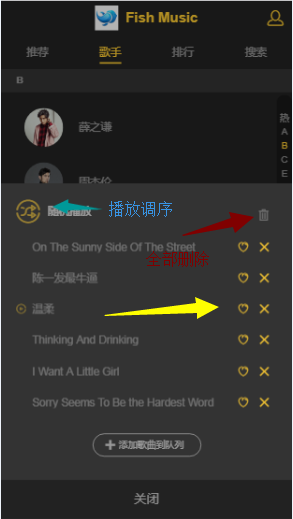 Fish Music
推荐 歌手 排行 搜索
B
热
薛之谦
A
B
周杰伦
C
E
随机播放 播放调序
全部删除
On The Sunny Side Of The Street
陈一发最牛逼
温柔
Thinking And Drinking
I Want A Little Girl
Sorry Seems To Be the Hardest Word
添加歌曲到队列
关闭